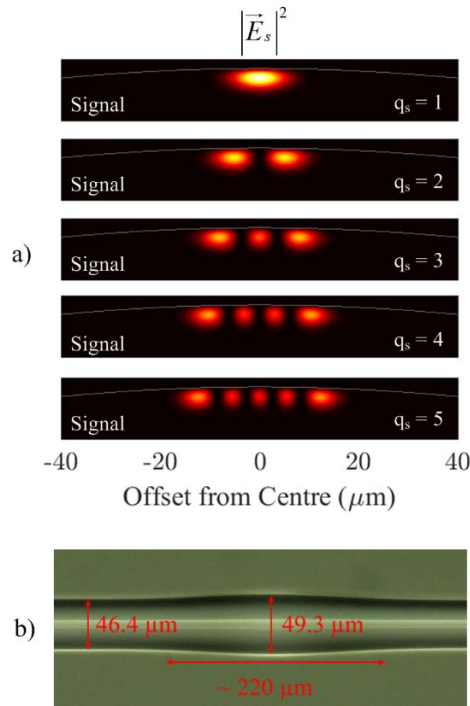 |E⃗ₛ|²
Signal qₛ = 1
Signal qₛ = 2
a)
Signal qₛ = 3
Signal qₛ = 4
Signal qₛ = 5
-40 -20 0 20 40
Offset from Centre (μm)
b)
46.4 μm 49.3 μm
~ 220 μm